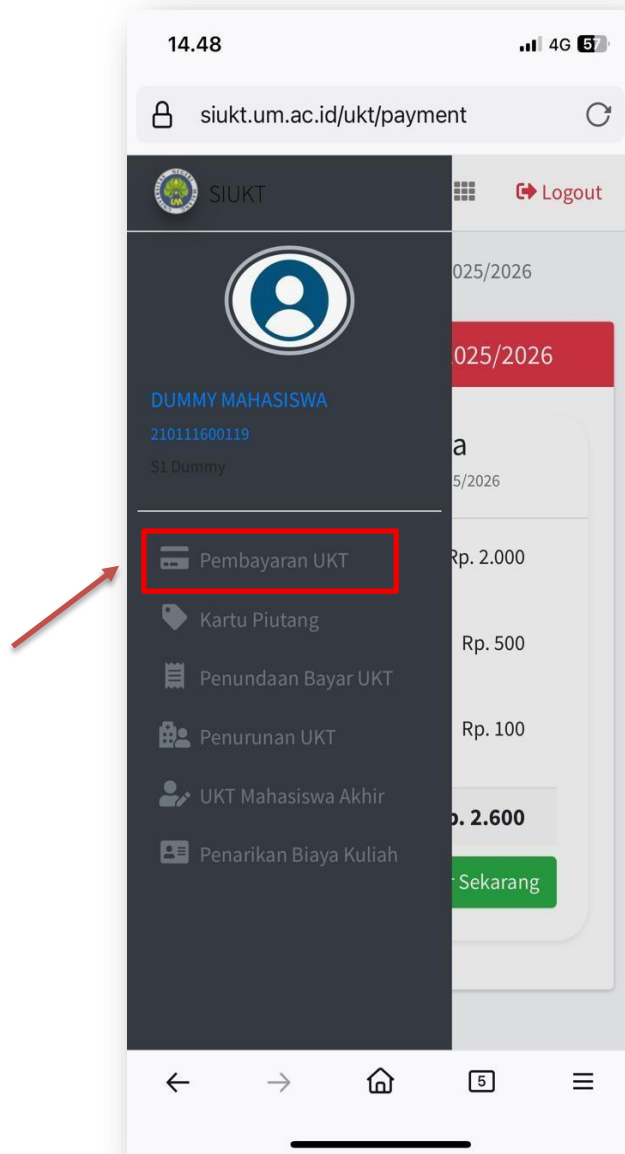 14.48
4G 57
siukt.um.ac.id/ukt/payment
SIUKT
Logout
025/2026
025/2026
DUMMY MAHASISWA
210111600119
S1 Dummy
a
5/2026
Pembayaran UKT
Rp. 2.000
Kartu Piutang
Rp. 500
Penundaan Bayar UKT
Penurunan UKT
Rp. 100
UKT Mahasiswa Akhir
p. 2.600
Penarikan Biaya Kuliah
Sekarang
5